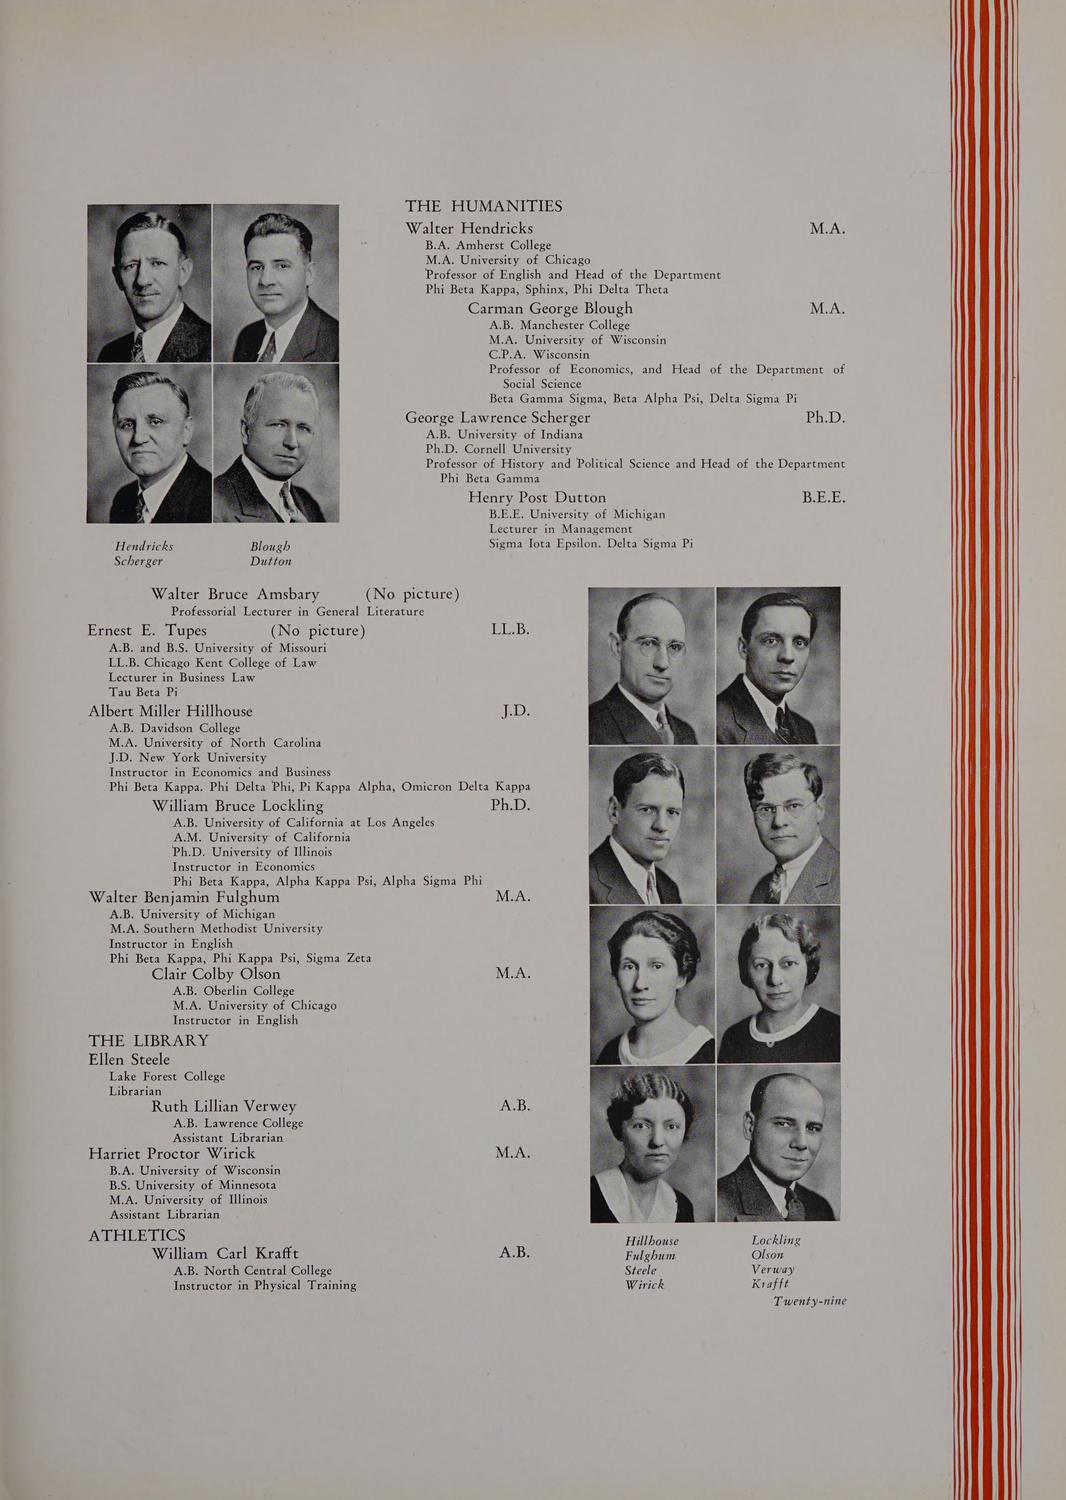 THE HUMANITIES
Walter Hendricks M.A.
B.A. Amherst College
M.A. University of Chicago
Professor of English and Head of the Department
Phi Beta Kappa, Sphinx, Phi Delta Theta
Carman George Blough M.A.
A.B. Manchester College
M.A. University of Wisconsin
C.P.A. Wisconsin
Professor of Economics, and Head of the Department of
Social Science
Beta Gamma Sigma, Beta Alpha Psi, Delta Sigma Pi
George Lawrence Scherger Ph.D.
A.B. University of Indiana
Ph.D. Cornell University
Professor of History and Political Science and Head of the Department
Phi Beta Gamma
Henry Post Dutton B.E.E.
B.E.E. University of Michigan
Lecturer in Management
Sigma Iota Epsilon. Delta Sigma Pi
Hendricks Blough
Scherger Dutton
Walter Bruce Amsbary (No picture)
Professorial Lecturer in General Literature
Ernest E. Tupes (No picture) LL.B.
A.B. and B.S. University of Missouri
LL.B. Chicago Kent College of Law
Lecturer in Business Law
Tau Beta Pi
Albert Miller Hillhouse J.D.
A.B. Davidson College
M.A. University of North Carolina
J.D. New York University
Instructor in Economics and Business
Phi Beta Kappa. Phi Delta Phi, Pi Kappa Alpha, Omicron Delta Kappa
William Bruce Lockling Ph.D.
A.B. University of California at Los Angeles
A.M. University of California
Ph.D. University of Illinois
Instructor in Economics
Phi Beta Kappa, Alpha Kappa Psi, Alpha Sigma Phi
Walter Benjamin Fulghum M.A.
A.B. University of Michigan
M.A. Southern Methodist University
Instructor in English
Phi Beta Kappa, Phi Kappa Psi, Sigma Zeta
Clair Colby Olson M.A.
A.B. Oberlin College
M.A. University of Chicago
Instructor in English
THE LIBRARY
Ellen Steele
Lake Forest College
Librarian
Ruth Lillian Verwey A.B.
A.B. Lawrence College
Assistant Librarian
Harriet Proctor Wirick M.A.
B.A. University of Wisconsin
B.S. University of Minnesota
M.A. University of Illinois
Assistant Librarian
ATHLETICS
William Carl Krafft A.B.
A.B. North Central College
Instructor in Physical Training
Hillhouse Lockling
Fulghum Olson
Steele Verway
Wirick Krafft
Twenty-nine